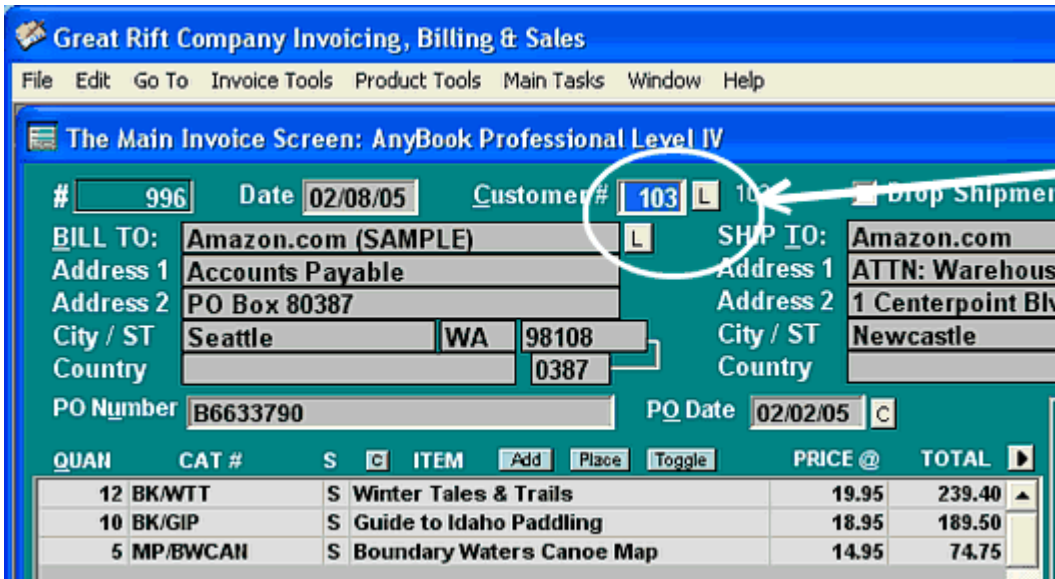 Great Rift Company Invoicing, Billing & Sales
File Edit Go To Invoice Tools Product Tools Main Tasks Window Help
The Main Invoice Screen: AnyBook Professional Level IV
# 996 Date 02/08/05 Customer# 103 L Drop Shipmen
BILL TO: Amazon.com (SAMPLE) L SHIP TO: Amazon.com
Address 1 Accounts Payable Address 1 ATTN: Warehous
Address 2 PO Box 80387 Address 2 1 Centerpoint Blv
City / ST Seattle WA 98108 City / ST Newcastle
Country 0387 Country
PO Number B6633790 PO Date 02/02/05 C
QUAN CAT # S C ITEM Add Place Toggle PRICE @ TOTAL
12 BK/WTT S Winter Tales & Trails 19.95 239.40
10 BK/GIP S Guide to Idaho Paddling 18.95 189.50
5 MP/BWCAN S Boundary Waters Canoe Map 14.95 74.75